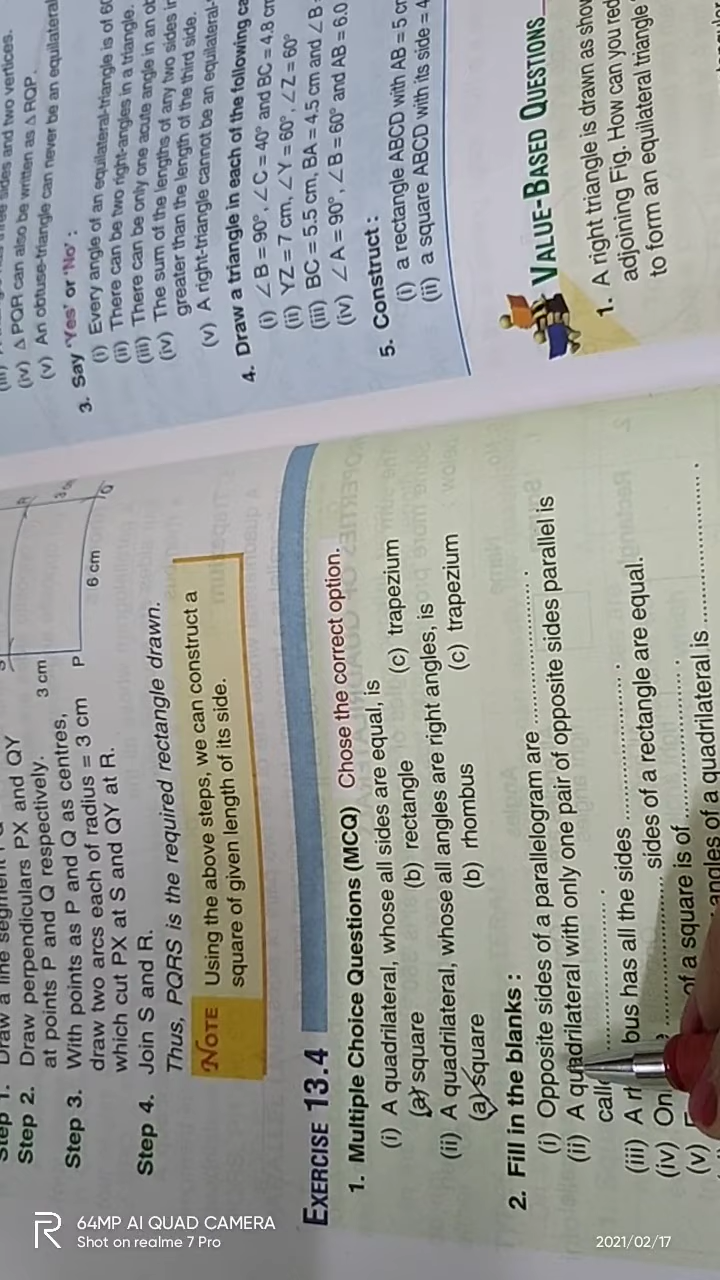 Step 2. Draw perpendiculars PX and QY
at points P and Q respectively.
Step 3. With points as P and Q as centres,
draw two arcs each of radius = 3 cm
which cut PX at S and QY at R.
Step 4. Join S and R.
Thus, PQRS is the required rectangle drawn.
3 cm
P
6 cm
Q
NOTE Using the above steps, we can construct a
square of given length of its side.
EXERCISE 13.4
1. Multiple Choice Questions (MCQ) Chose the correct option.
(i) A quadrilateral, whose all sides are equal, is
(a) square (b) rectangle (c) trapezium
(ii) A quadrilateral, whose all angles are right angles, is
(a) square (b) rhombus (c) trapezium
2. Fill in the blanks :
(i) Opposite sides of a parallelogram are .................... .
(ii) A quadrilateral with only one pair of opposite sides parallel is
.................... .
(iii) A bus has all the sides .................... .
(iv) .................... sides of a rectangle are equal.
(v) of a square is of .................... .
angles of a quadrilateral is .................... .
sides and two vertices.
(iv) △ PQR can also be written as △ RQP.
(v) An obtuse-triangle can never be an equilateral
3. Say 'Yes' or 'No' :
(i) Every angle of an equilateral-triangle is of
(ii) There can be two right-angles in a triangle.
(iii) There can be only one acute angle in an
(iv) The sum of the lengths of any two sides
greater than the length of the third side.
(v) A right-triangle cannot be an equilateral-
4. Draw a triangle in each of the following
(i) ∠B = 90°, ∠C = 40° and BC = 4.8 cm
(ii) YZ = 7 cm, ∠Y = 60°, ∠Z = 60°
(iii) BC = 5.5 cm, BA = 4.5 cm and ∠B
(iv) ∠A = 90°, ∠B = 60° and AB = 6.0
5. Construct :
(i) a rectangle ABCD with AB = 5
(ii) a square ABCD with its side = 4
VALUE-BASED QUESTIONS
1. A right triangle is drawn as
adjoining Fig. How can you
to form an equilateral triangle
64MP AI QUAD CAMERA
Shot on realme 7 Pro
2021/02/17